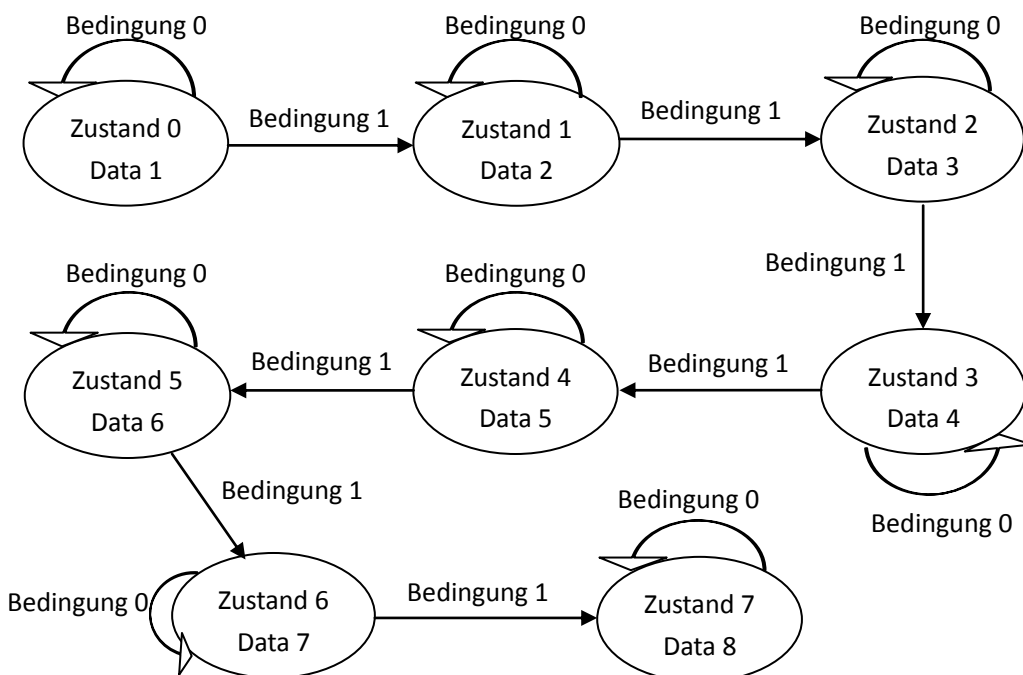 Bedingung 0
Bedingung 0
Bedingung 0
Zustand 0
Data 1
Bedingung 1
Zustand 1
Data 2
Bedingung 1
Zustand 2
Data 3
Bedingung 1
Bedingung 0
Bedingung 0
Zustand 5
Data 6
Bedingung 1
Zustand 4
Data 5
Bedingung 1
Zustand 3
Data 4
Bedingung 1
Bedingung 0
Bedingung 0
Bedingung 0
Zustand 6
Data 7
Bedingung 1
Zustand 7
Data 8